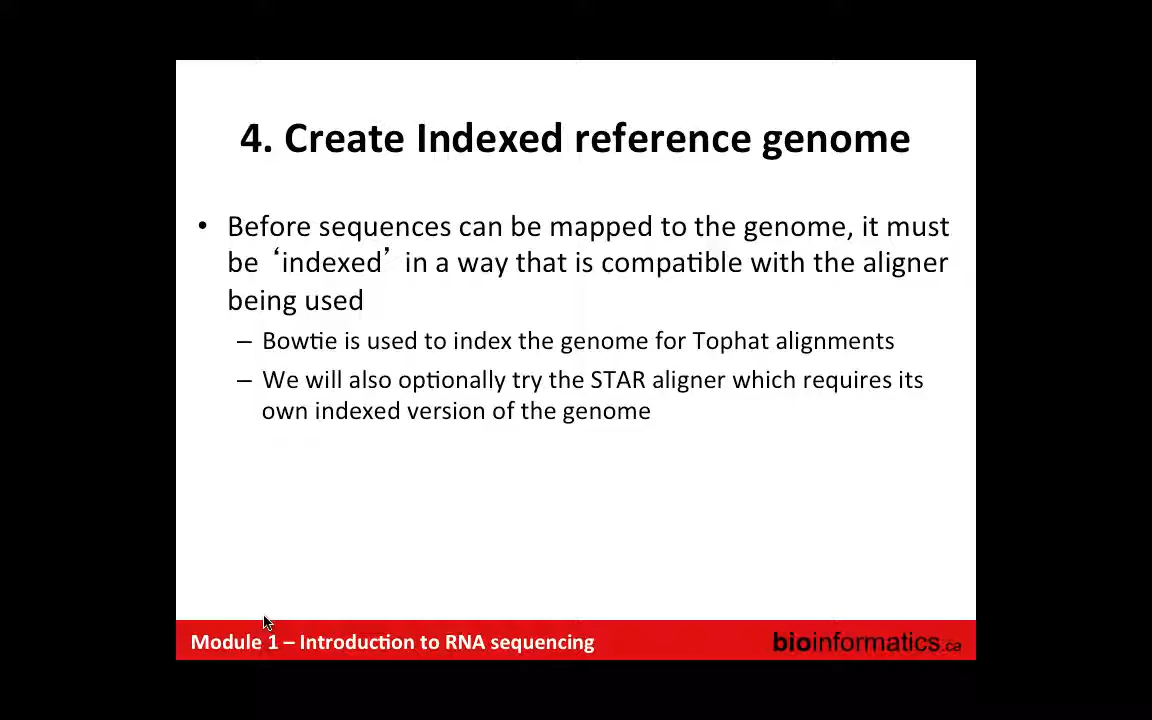 4. Create Indexed reference genome
• Before sequences can be mapped to the genome, it must
be ‘indexed’ in a way that is compatible with the aligner
being used
– Bowtie is used to index the genome for Tophat alignments
– We will also optionally try the STAR aligner which requires its
own indexed version of the genome
Module 1 – Introduction to RNA sequencing
bioinformatics.ca